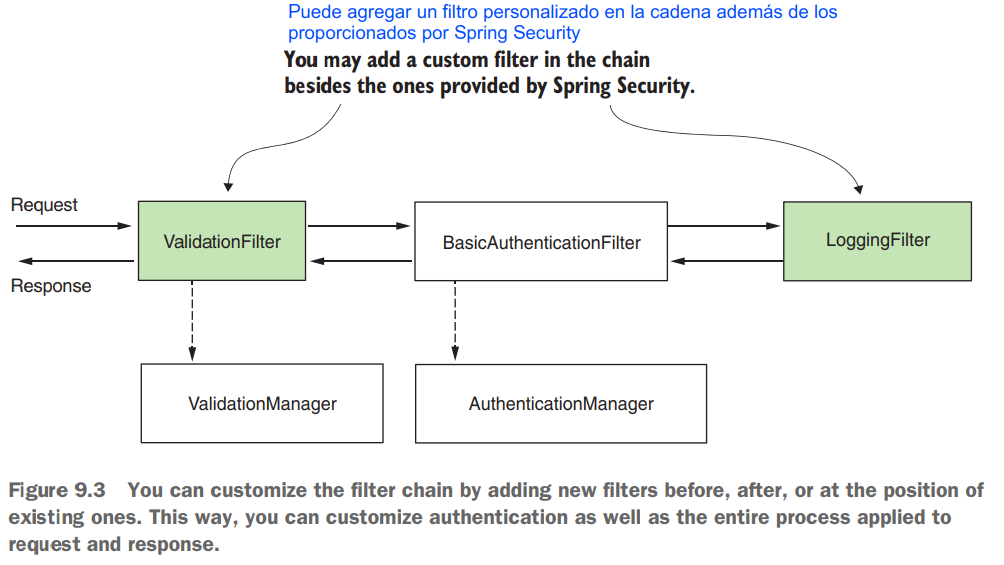 Puede agregar un filtro personalizado en la cadena además de los
proporcionados por Spring Security
You may add a custom filter in the chain
besides the ones provided by Spring Security.
Request
ValidationFilter
BasicAuthenticationFilter
LoggingFilter
Response
ValidationManager
AuthenticationManager
Figure 9.3 You can customize the filter chain by adding new filters before, after, or at the position of
existing ones. This way, you can customize authentication as well as the entire process applied to
request and response.